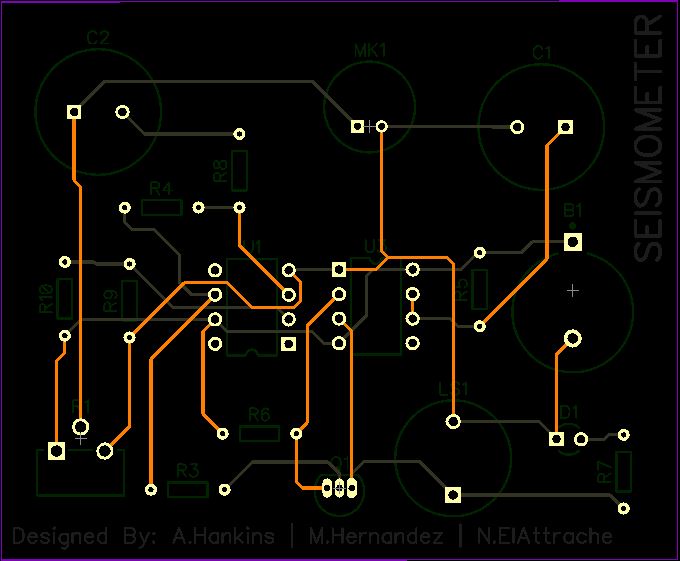 SEISMOMETER
C2
MK1
C1
R8
R4
B1
U1
R10
R9
R5
P1
LS1
R6
D1
R3
Q1
R7
Designed By: A.Hankins | M.Hernandez | N.ElAttrache